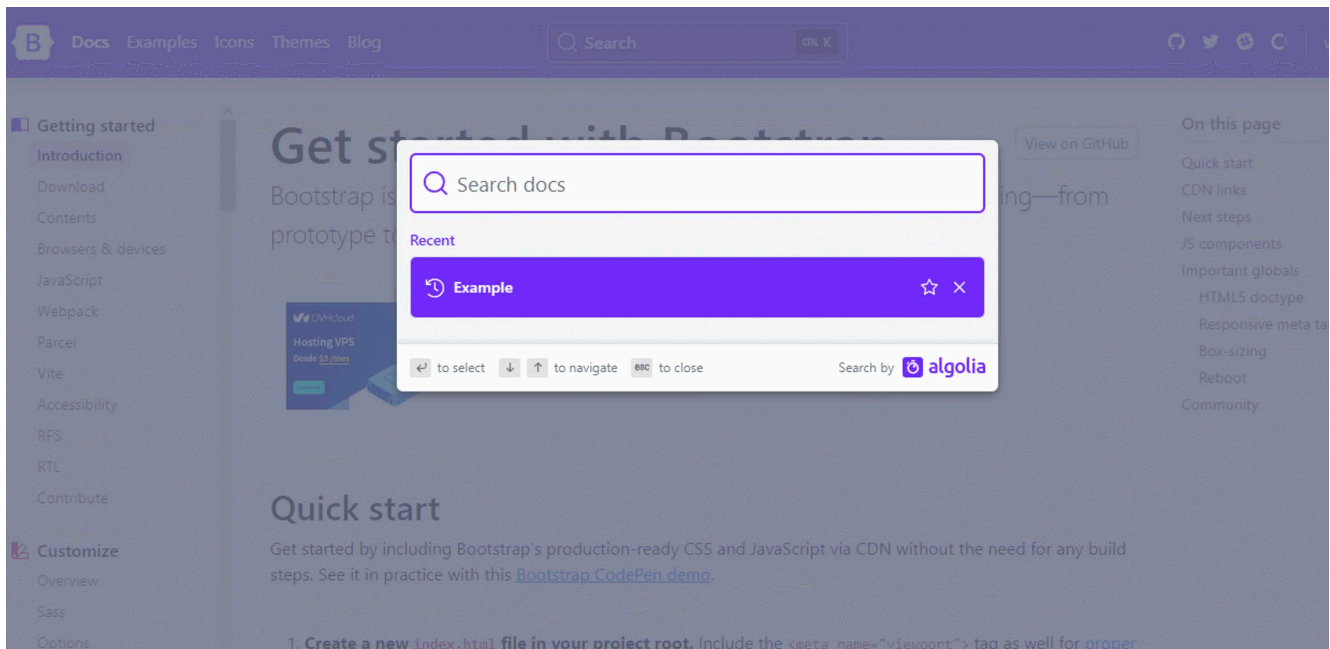 B Docs Examples Icons Themes Blog Search CTRL K
Getting started
Introduction
Download
Contents
Browsers & devices
JavaScript
Webpack
Parcel
Vite
Accessibility
RFS
RTL
Contribute
Customize
Overview
Sass
Options
Get st
View on GitHub
Bootstrap is ing—from
prototype to
Search docs
Recent
Example
to select to navigate esc to close Search by algolia
OVHcloud
Hosting VPS
Desde $3 /mes
Quick start
Get started by including Bootstrap's production-ready CSS and JavaScript via CDN without the need for any build
steps. See it in practice with this Bootstrap CodePen demo.
1. Create a new index.html file in your project root. Include the <meta name="viewport"> tag as well for proper
On this page
Quick start
CDN links
Next steps
JS components
Important globals
HTML5 doctype
Responsive meta tag
Box-sizing
Reboot
Community